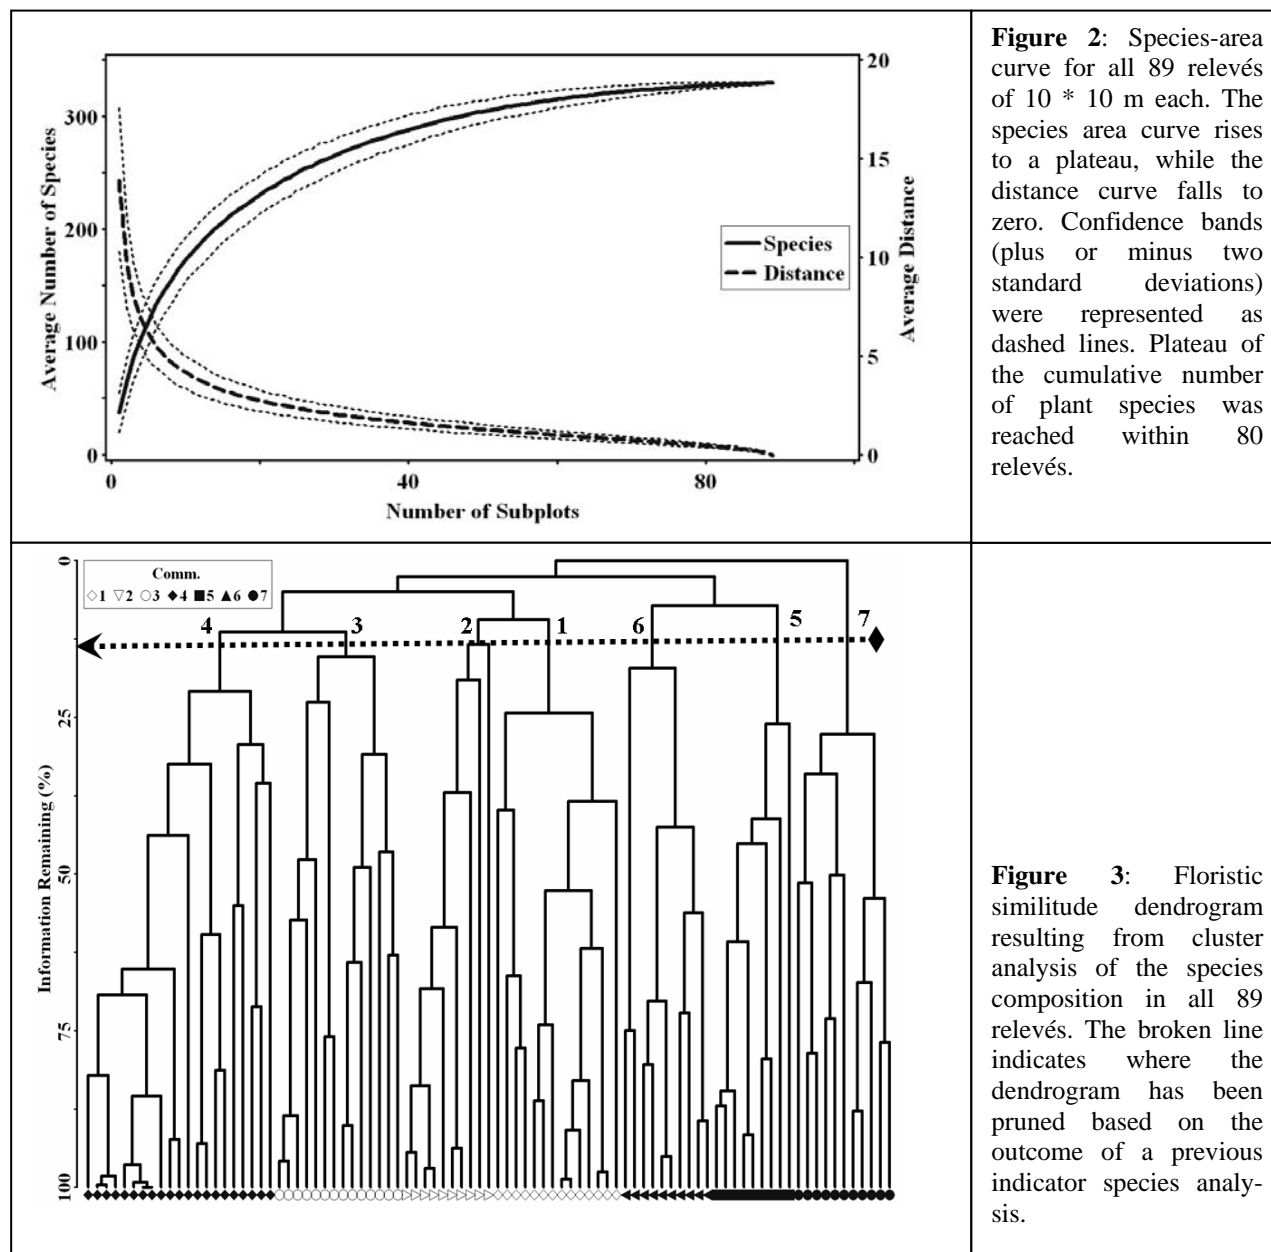 20
300
15
200
10
100
5
0
0
0
40
80
Average Number of Species
Average Distance
Number of Subplots
Species
Distance
Figure 2: Species-area
curve for all 89 relevés
of 10 * 10 m each. The
species area curve rises
to a plateau, while the
distance curve falls to
zero. Confidence bands
(plus or minus two
standard deviations)
were represented as
dashed lines. Plateau of
the cumulative number
of plant species was
reached within 80
relevés.
0
25
50
75
100
Information Remaining (%)
Comm.
◇1 ▽2 ○3 ◆4 ■5 ▲6 ●7
4 3 2 1 6 5 7
Figure 3: Floristic
similitude dendrogram
resulting from cluster
analysis of the species
composition in all 89
relevés. The broken line
indicates where the
dendrogram has been
pruned based on the
outcome of a previous
indicator species analy-
sis.